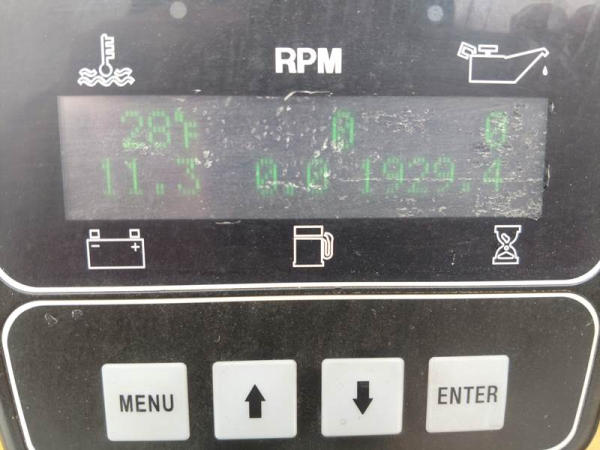 RPM
28°F 0 0
11.3 0.0 1929.4
- +
MENU ENTER